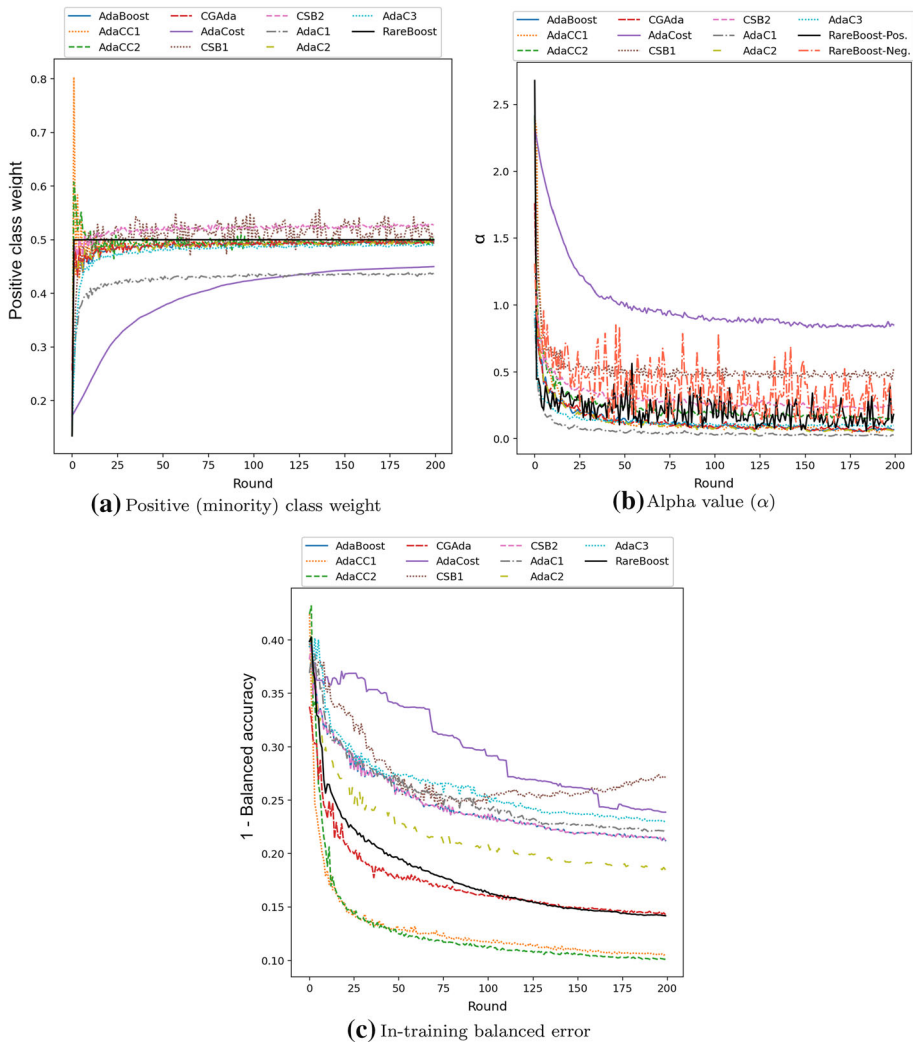 AdaBoost CGAda CSB2 AdaC3
AdaCC1 AdaCost AdaC1 RareBoost
AdaCC2 CSB1 AdaC2
Positive class weight
0.8
0.7
0.6
0.5
0.4
0.3
0.2
0 25 50 75 100 125 150 175 200
Round
(a) Positive (minority) class weight
AdaBoost CGAda CSB2 AdaC3
AdaCC1 AdaCost AdaC1 RareBoost-Pos.
AdaCC2 CSB1 AdaC2 RareBoost-Neg.
α
2.5
2.0
1.5
1.0
0.5
0.0
0 25 50 75 100 125 150 175 200
Round
(b) Alpha value (α)
AdaBoost CGAda CSB2 AdaC3
AdaCC1 AdaCost AdaC1 RareBoost
AdaCC2 CSB1 AdaC2
1 - Balanced accuracy
0.40
0.35
0.30
0.25
0.20
0.15
0.10
0 25 50 75 100 125 150 175 200
Round
(c) In-training balanced error